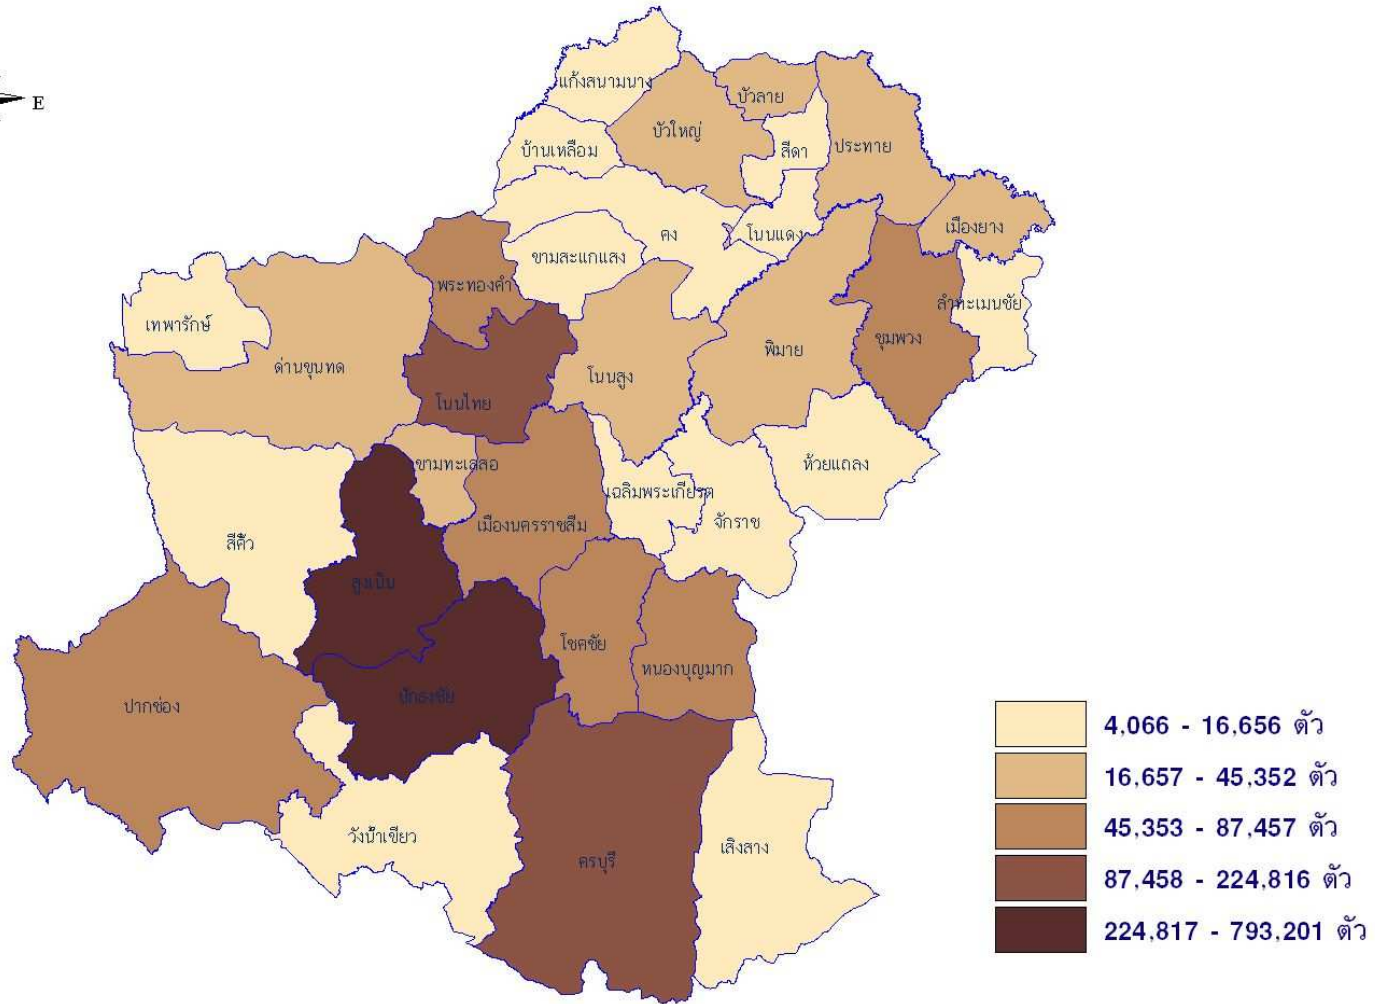 E
แก้งสนามนาง
บัวลาย
บัวใหญ่
บ้านเหลื่อม
สีดา
ประทาย
เมืองยาง
โนนแดง
คง
ขามสะแกแสง
พระทองคำ
ลำทะเมนชัย
เทพารักษ์
ด่านขุนทด
ชุมพวง
พิมาย
โนนสูง
โนนไทย
ขามทะเลสอ
ห้วยแถลง
เฉลิมพระเกียรต
จักราช
เมืองนครราชสีม
สีคิ้ว
สูงเนิน
โชคชัย
หนองบุญมาก
ปักธงชัย
ปากช่อง
วังน้ำเขียว
เสิงสาง
ครบุรี
4,066 - 16,656 ตัว
16,657 - 45,352 ตัว
45,353 - 87,457 ตัว
87,458 - 224,816 ตัว
224,817 - 793,201 ตัว